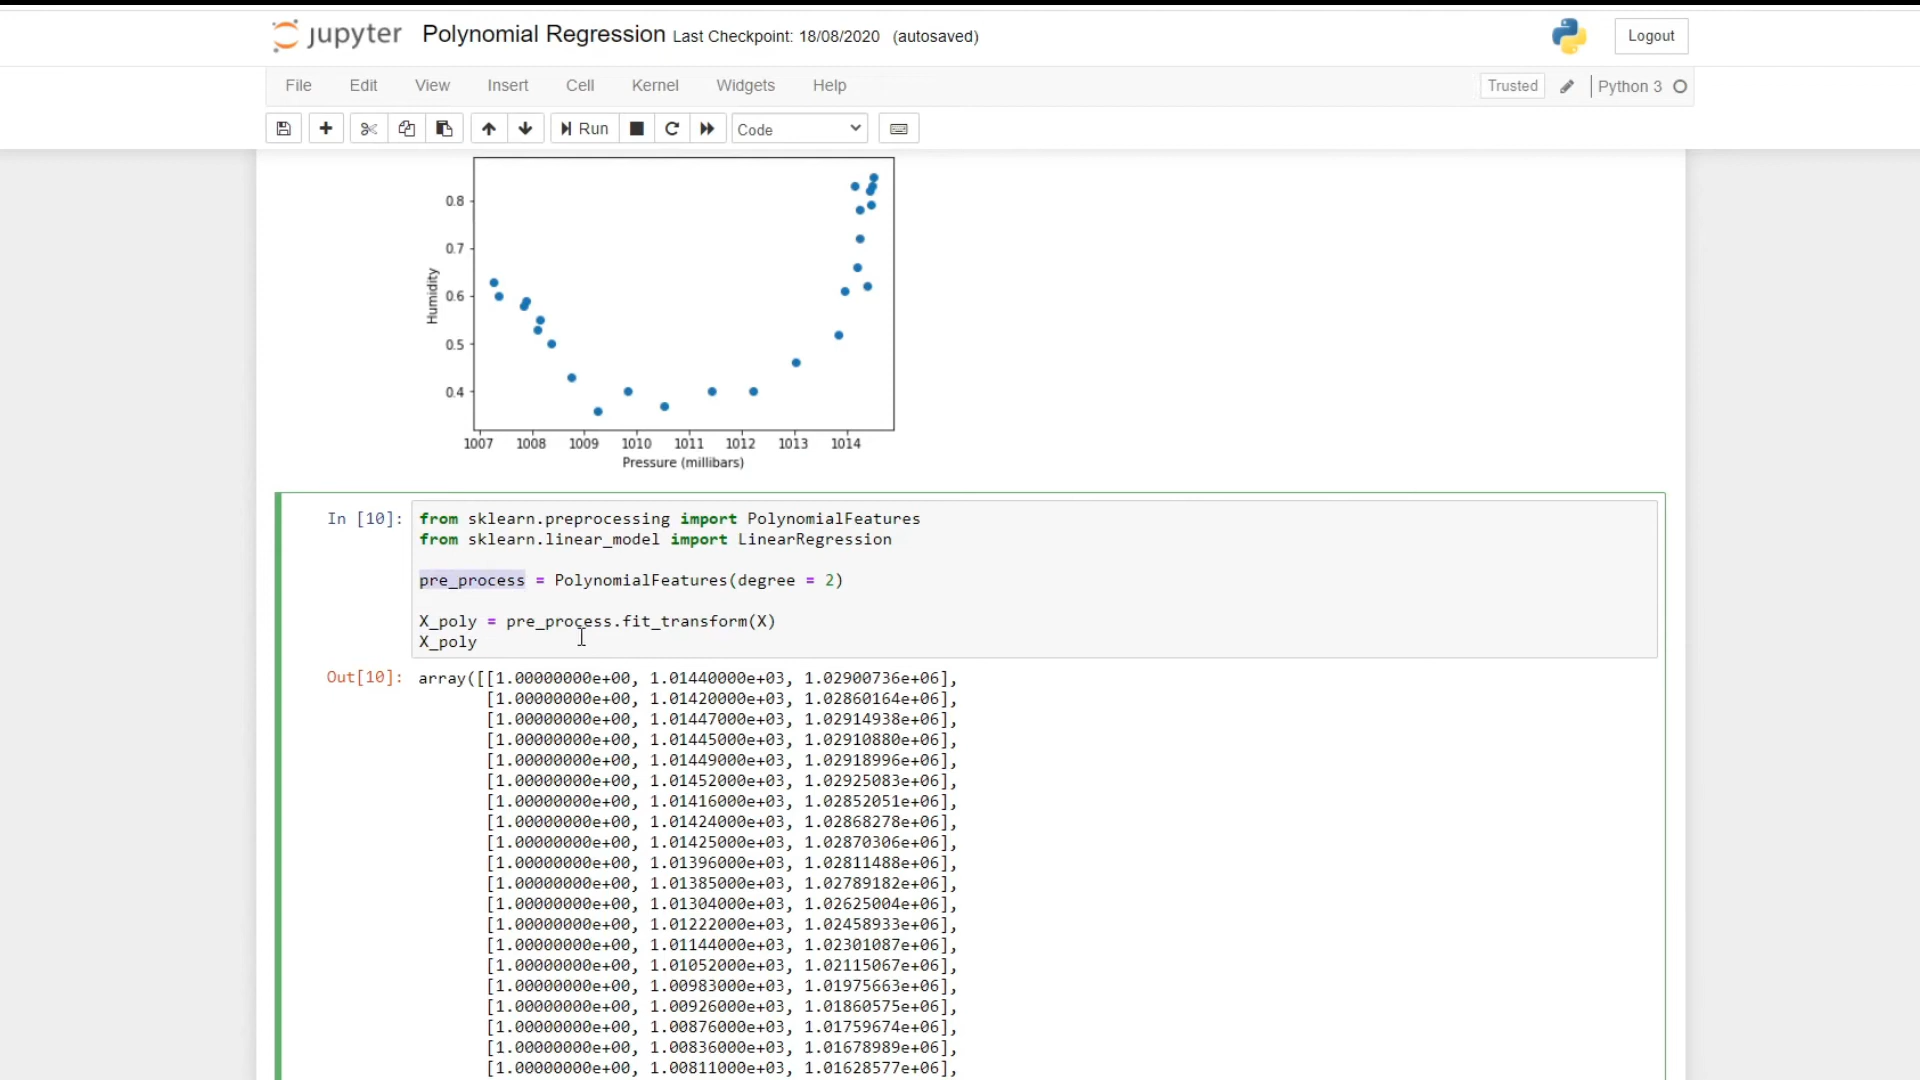 jupyter Polynomial Regression Last Checkpoint: 18/08/2020 (autosaved)
Logout
File Edit View Insert Cell Kernel Widgets Help
Trusted Python 3
Run Code
0.8
0.7
0.6
0.5
0.4
Humidity
1007 1008 1009 1010 1011 1012 1013 1014
Pressure (millibars)
In [10]: from sklearn.preprocessing import PolynomialFeatures
from sklearn.linear_model import LinearRegression
pre_process = PolynomialFeatures(degree = 2)
X_poly = pre_process.fit_transform(X)
X_poly
Out[10]: array([[1.00000000e+00, 1.01440000e+03, 1.02900736e+06],
[1.00000000e+00, 1.01420000e+03, 1.02860164e+06],
[1.00000000e+00, 1.01447000e+03, 1.02914938e+06],
[1.00000000e+00, 1.01445000e+03, 1.02910880e+06],
[1.00000000e+00, 1.01449000e+03, 1.02918996e+06],
[1.00000000e+00, 1.01452000e+03, 1.02925083e+06],
[1.00000000e+00, 1.01416000e+03, 1.02852051e+06],
[1.00000000e+00, 1.01424000e+03, 1.02868278e+06],
[1.00000000e+00, 1.01425000e+03, 1.02870306e+06],
[1.00000000e+00, 1.01396000e+03, 1.02811488e+06],
[1.00000000e+00, 1.01385000e+03, 1.02789182e+06],
[1.00000000e+00, 1.01304000e+03, 1.02625004e+06],
[1.00000000e+00, 1.01222000e+03, 1.02458933e+06],
[1.00000000e+00, 1.01144000e+03, 1.02301087e+06],
[1.00000000e+00, 1.01052000e+03, 1.02115067e+06],
[1.00000000e+00, 1.00983000e+03, 1.01975663e+06],
[1.00000000e+00, 1.00926000e+03, 1.01860575e+06],
[1.00000000e+00, 1.00876000e+03, 1.01759674e+06],
[1.00000000e+00, 1.00836000e+03, 1.01678989e+06],
[1.00000000e+00, 1.00811000e+03, 1.01628577e+06],